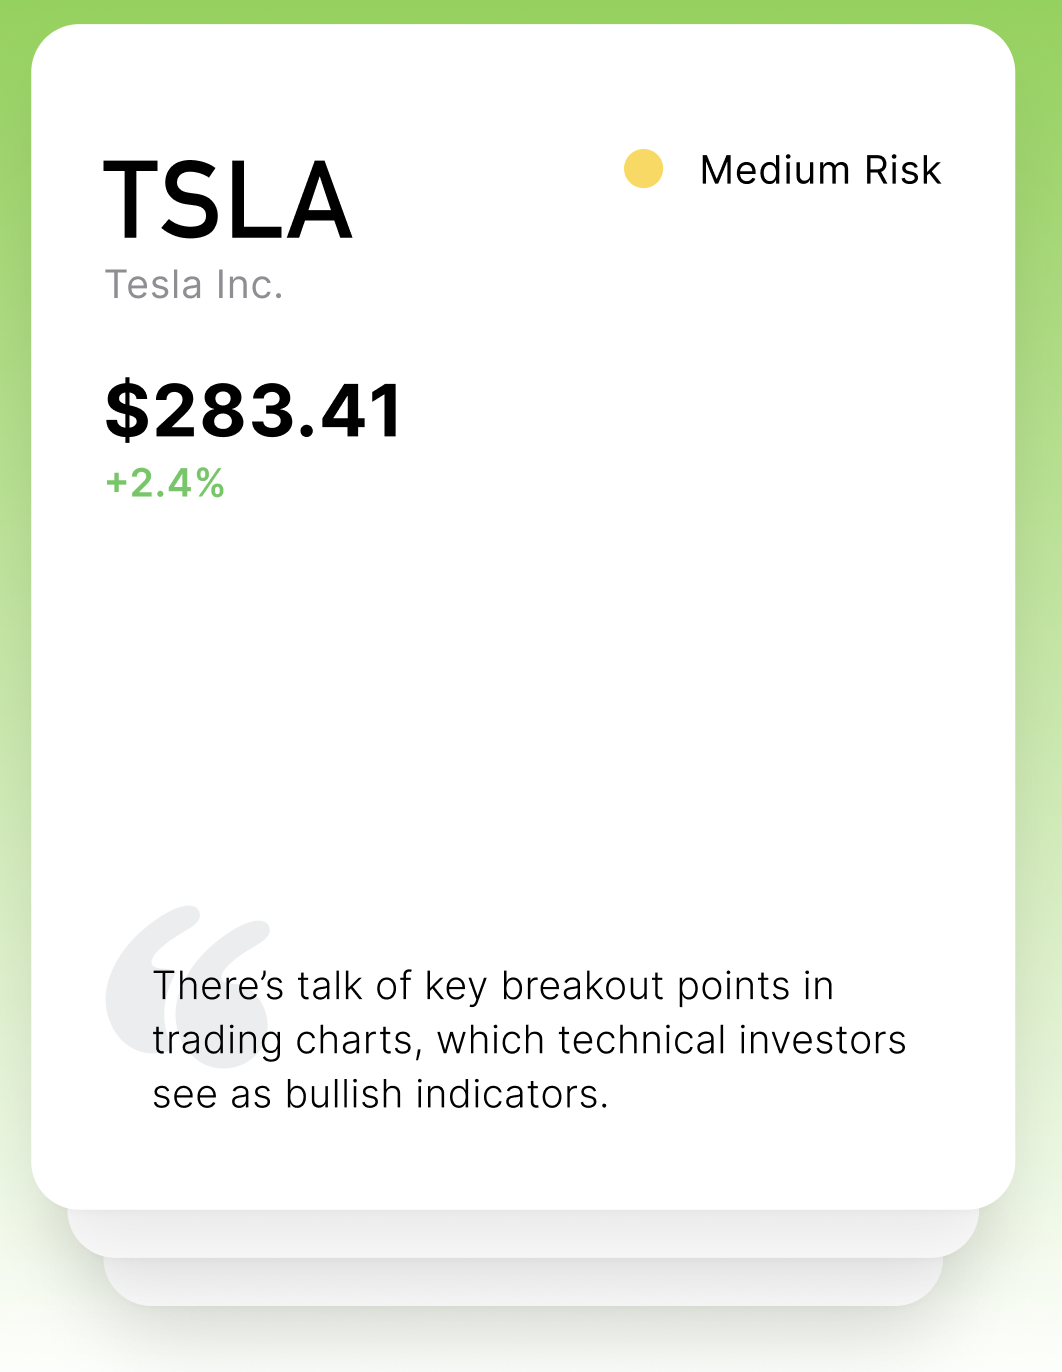 TSLA
Medium Risk
Tesla Inc.
$283.41
+2.4%
“
There’s talk of key breakout points in
trading charts, which technical investors
see as bullish indicators.